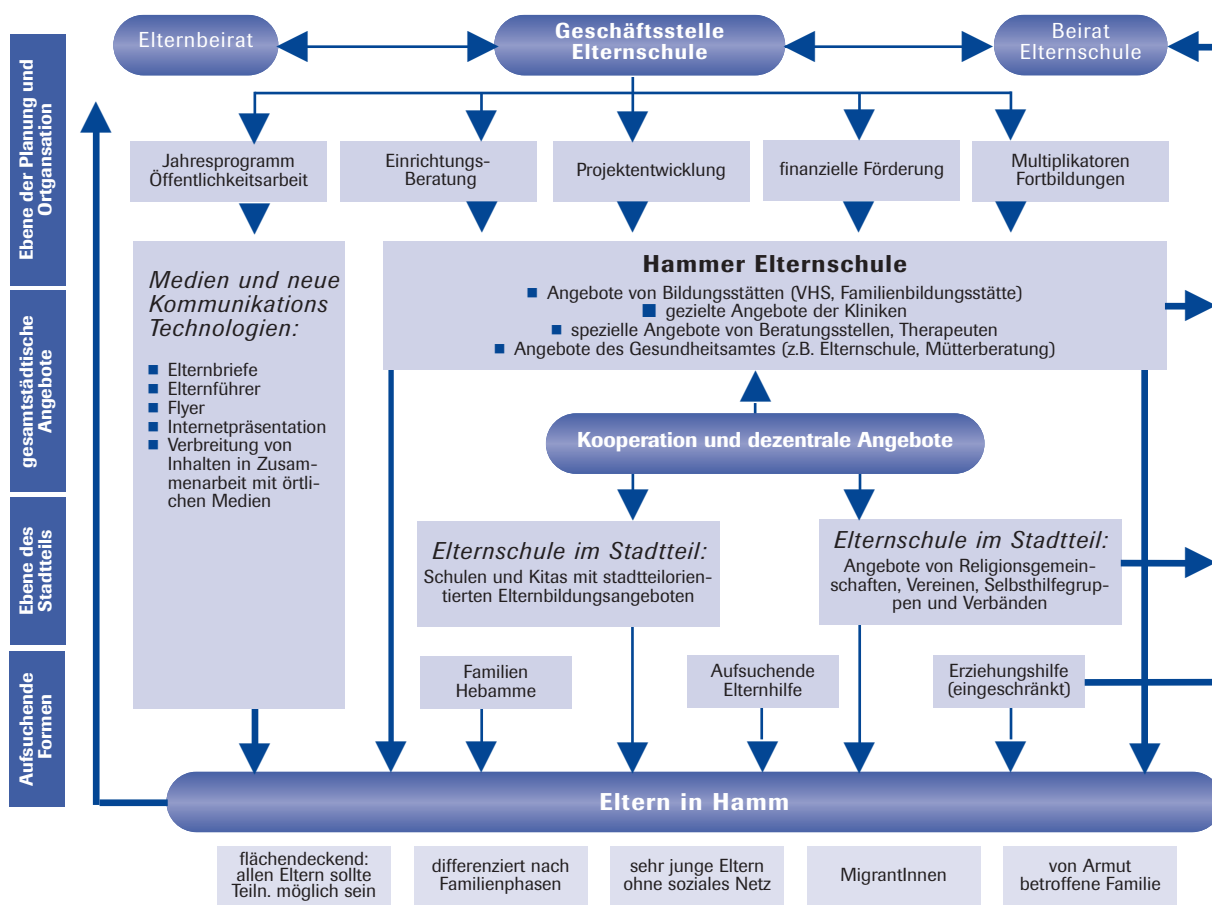 Elternbeirat
Geschäftsstelle
Elternschule
Beirat
Elternschule
Ebene der Planung und
Ortgansation
Jahresprogramm
Öffentlichkeitsarbeit
Einrichtungs-
Beratung
Projektentwicklung
finanzielle Förderung
Multiplikatoren
Fortbildungen
gesamtstädtische
Angebote
Medien und neue
Kommunikations
Technologien:
■ Elternbriefe
■ Elternführer
■ Flyer
■ Internetpräsentation
■ Verbreitung von
Inhalten in Zusam-
menarbeit mit örtli-
chen Medien
Hammer Elternschule
■ Angebote von Bildungsstätten (VHS, Familienbildungsstätte)
■ gezielte Angebote der Kliniken
■ spezielle Angebote von Beratungsstellen, Therapeuten
■ Angebote des Gesundheitsamtes (z.B. Elternschule, Mütterberatung)
Kooperation und dezentrale Angebote
Ebene des
Stadtteils
Elternschule im Stadtteil:
Schulen und Kitas mit stadtteilorien-
tierten Elternbildungsangeboten
Elternschule im Stadtteil:
Angebote von Religionsgemein-
schaften, Vereinen, Selbsthilfegrup-
pen und Verbänden
Aufsuchende
Formen
Familien
Hebamme
Aufsuchende
Elternhilfe
Erziehungshilfe
(eingeschränkt)
Eltern in Hamm
flächendeckend:
allen Eltern sollte
Teiln. möglich sein
differenziert nach
Familienphasen
sehr junge Eltern
ohne soziales Netz
MigrantInnen
von Armut
betroffene Familie